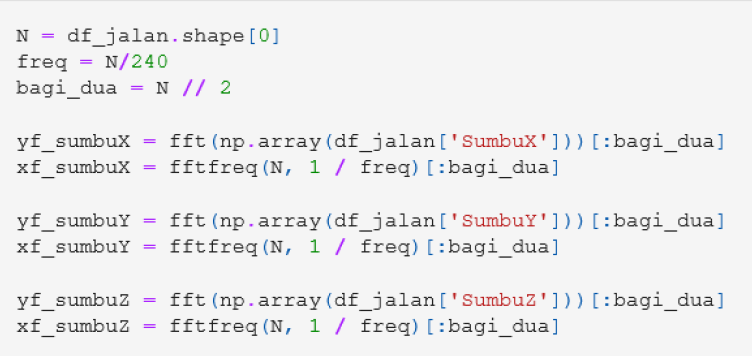 N = df_jalan.shape[0]
freq = N/240
bagi_dua = N // 2
yf_sumbuX = fft(np.array(df_jalan['SumbuX']))[:bagi_dua]
xf_sumbuX = fftfreq(N, 1 / freq)[:bagi_dua]
yf_sumbuY = fft(np.array(df_jalan['SumbuY']))[:bagi_dua]
xf_sumbuY = fftfreq(N, 1 / freq)[:bagi_dua]
yf_sumbuZ = fft(np.array(df_jalan['SumbuZ']))[:bagi_dua]
xf_sumbuZ = fftfreq(N, 1 / freq)[:bagi_dua]